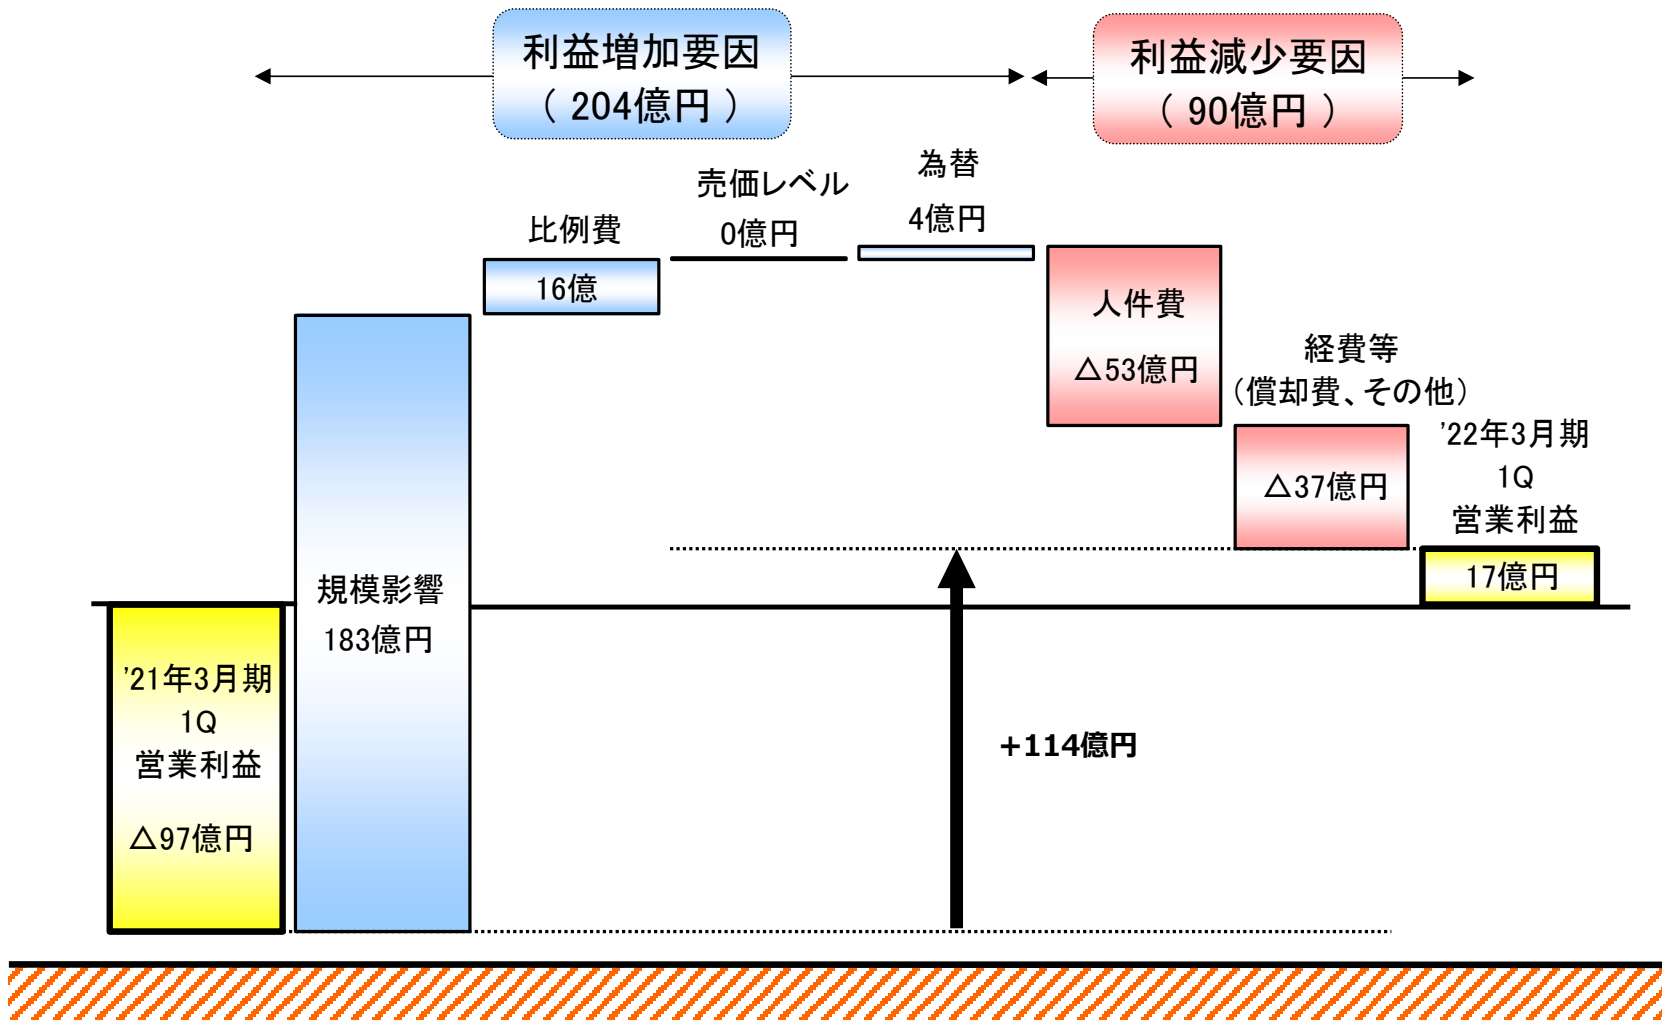 利益増加要因
( 204億円 )
利益減少要因
( 90億円 )
為替
4億円
売価レベル
0億円
比例費
16億
人件費
△53億円
経費等
(償却費、その他)
△37億円
'22年3月期
1Q
営業利益
17億円
規模影響
183億円
'21年3月期
1Q
営業利益
△97億円
+114億円